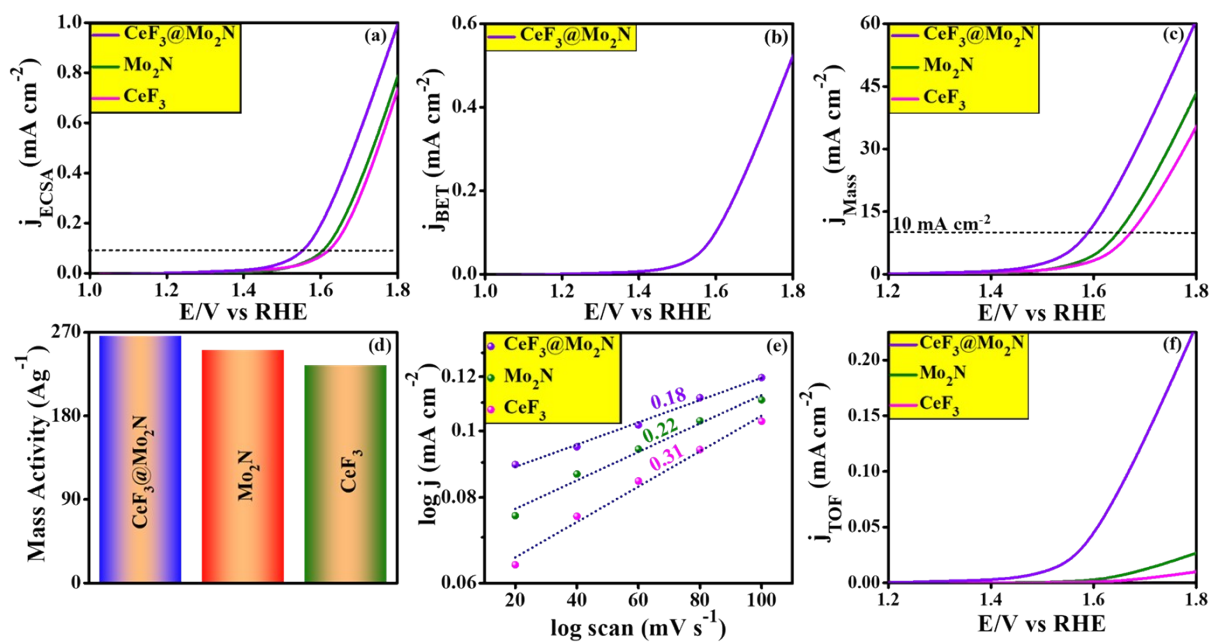 (a)
CeF₃@Mo₂N
Mo₂N
CeF₃
j_ECSA (mA cm⁻²)
1.0
0.8
0.6
0.4
0.2
0.0
1.0 1.2 1.4 1.6 1.8
E/V vs RHE
(b)
CeF₃@Mo₂N
j_BET (mA cm⁻²)
0.6
0.4
0.2
0.0
1.0 1.2 1.4 1.6 1.8
E/V vs RHE
(c)
CeF₃@Mo₂N
Mo₂N
CeF₃
j_Mass (mA cm⁻²)
60
45
30
15
0
10 mA cm⁻²
1.2 1.4 1.6 1.8
E/V vs RHE
(d)
Mass Activity (Ag⁻¹)
270
180
90
0
CeF₃@Mo₂N
Mo₂N
CeF₃
(e)
CeF₃@Mo₂N
Mo₂N
CeF₃
log j (mA cm⁻²)
0.12
0.1
0.08
0.06
0.18
0.22
0.31
20 40 60 80 100
log scan (mV s⁻¹)
(f)
CeF₃@Mo₂N
Mo₂N
CeF₃
j_TOF (mA cm⁻²)
0.20
0.15
0.10
0.05
0.00
1.2 1.4 1.6 1.8
E/V vs RHE